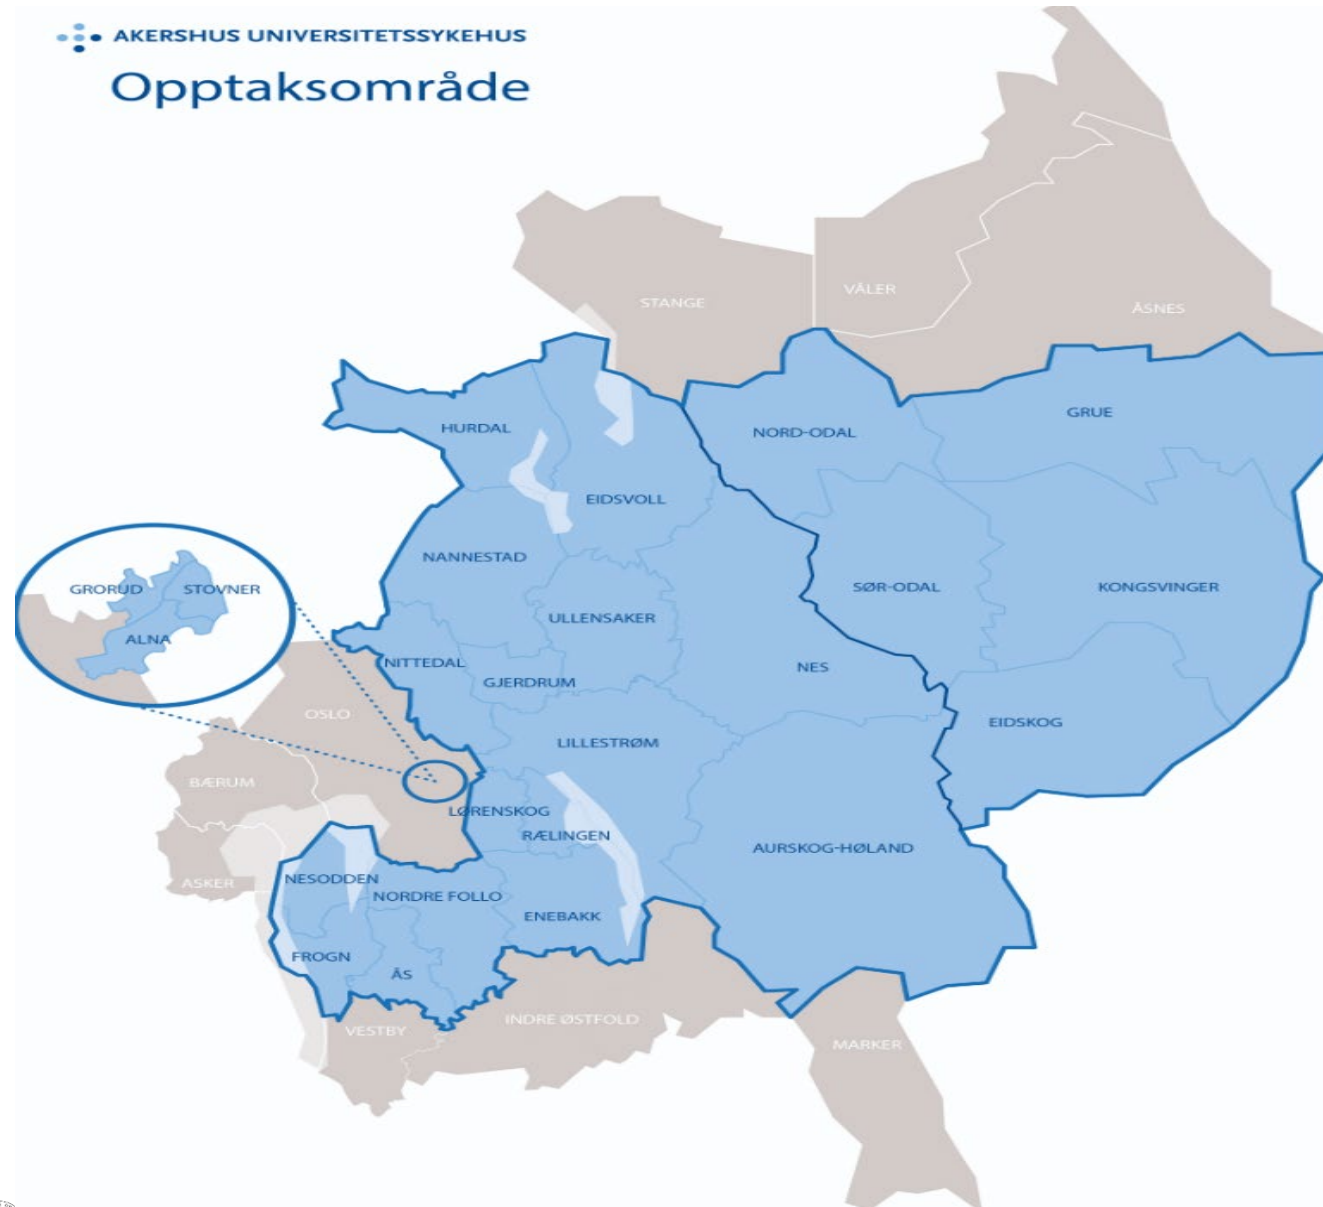 AKERSHUS UNIVERSITETSSYKEHUS
Opptaksområde
STANGE
VÅLER
ÅSNES
HURDAL
NORD-ODAL
GRUE
EIDSVOLL
NANNESTAD
GRORUD
STOVNER
ALNA
ULLENSAKER
SØR-ODAL
KONGSVINGER
NITTEDAL
GJERDRUM
NES
OSLO
LILLESTRØM
EIDSKOG
BÆRUM
LØRENSKOG
RÆLINGEN
AURSKOG-HØLAND
ASKER
NESODDEN
NORDRE FOLLO
ENEBAKK
FROGN
ÅS
VESTBY
INDRE ØSTFOLD
MARKER